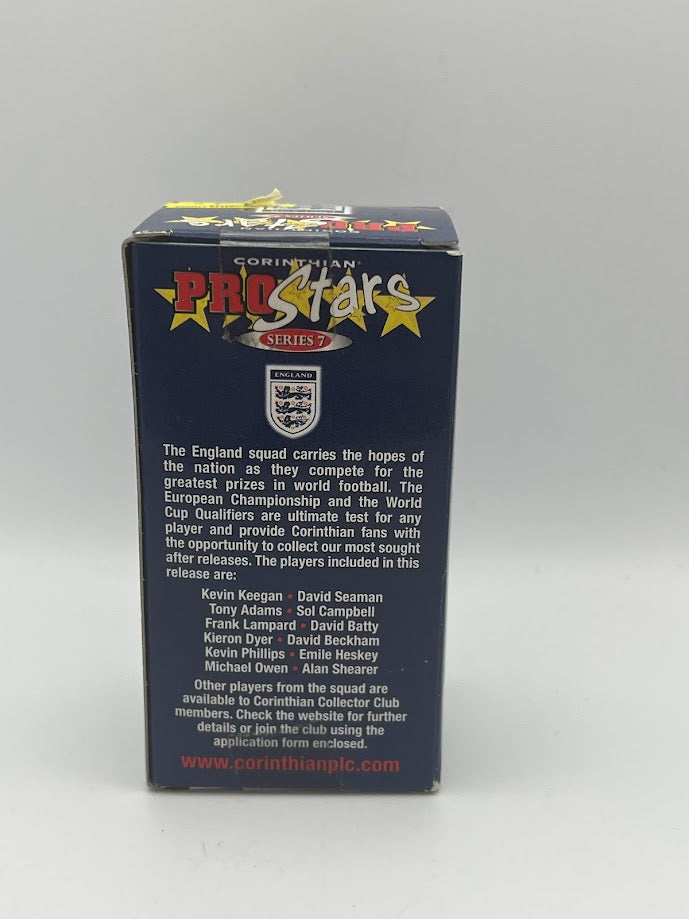 CORINTHIAN
PRO Stars
SERIES 7
ENGLAND
The England squad carries the hopes of
the nation as they compete for the
greatest prizes in world football. The
European Championship and the World
Cup Qualifiers are ultimate test for any
player and provide Corinthian fans with
the opportunity to collect our most sought
after releases. The players included in this
release are:
Kevin Keegan • David Seaman
Tony Adams • Sol Campbell
Frank Lampard • David Batty
Kieron Dyer • David Beckham
Kevin Phillips • Emile Heskey
Michael Owen • Alan Shearer
Other players from the squad are
available to Corinthian Collector Club
members. Check the website for further
details or join the club using the
application form enclosed.
www.corinthianplc.com